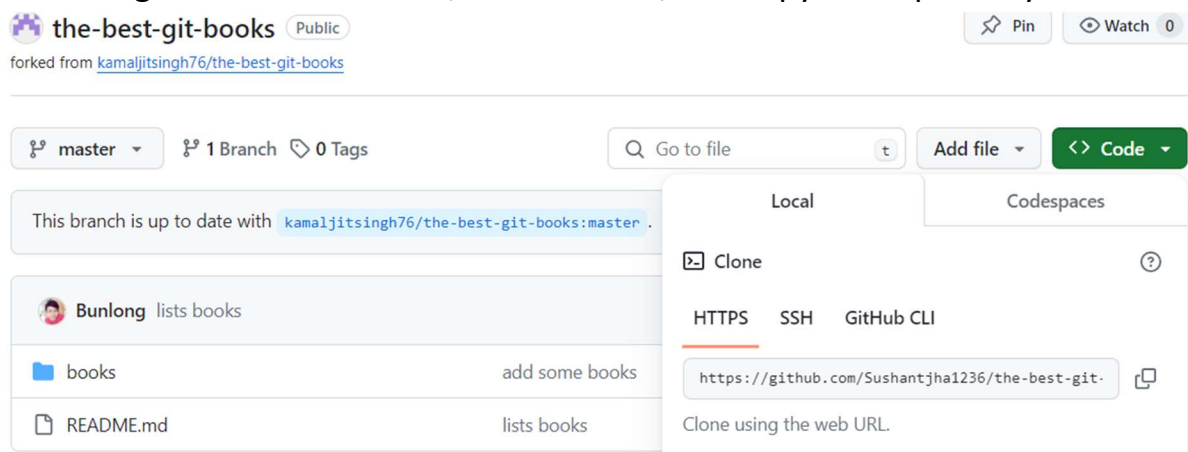 the-best-git-books Public Pin Watch 0
forked from kamaljitsingh76/the-best-git-books
master 1 Branch 0 Tags Go to file t Add file <> Code
This branch is up to date with kamaljitsingh76/the-best-git-books:master .
Local Codespaces
Clone
HTTPS SSH GitHub CLI
https://github.com/Sushantjha1236/the-best-git-
Clone using the web URL.
Bunlong lists books
books add some books
README.md lists books